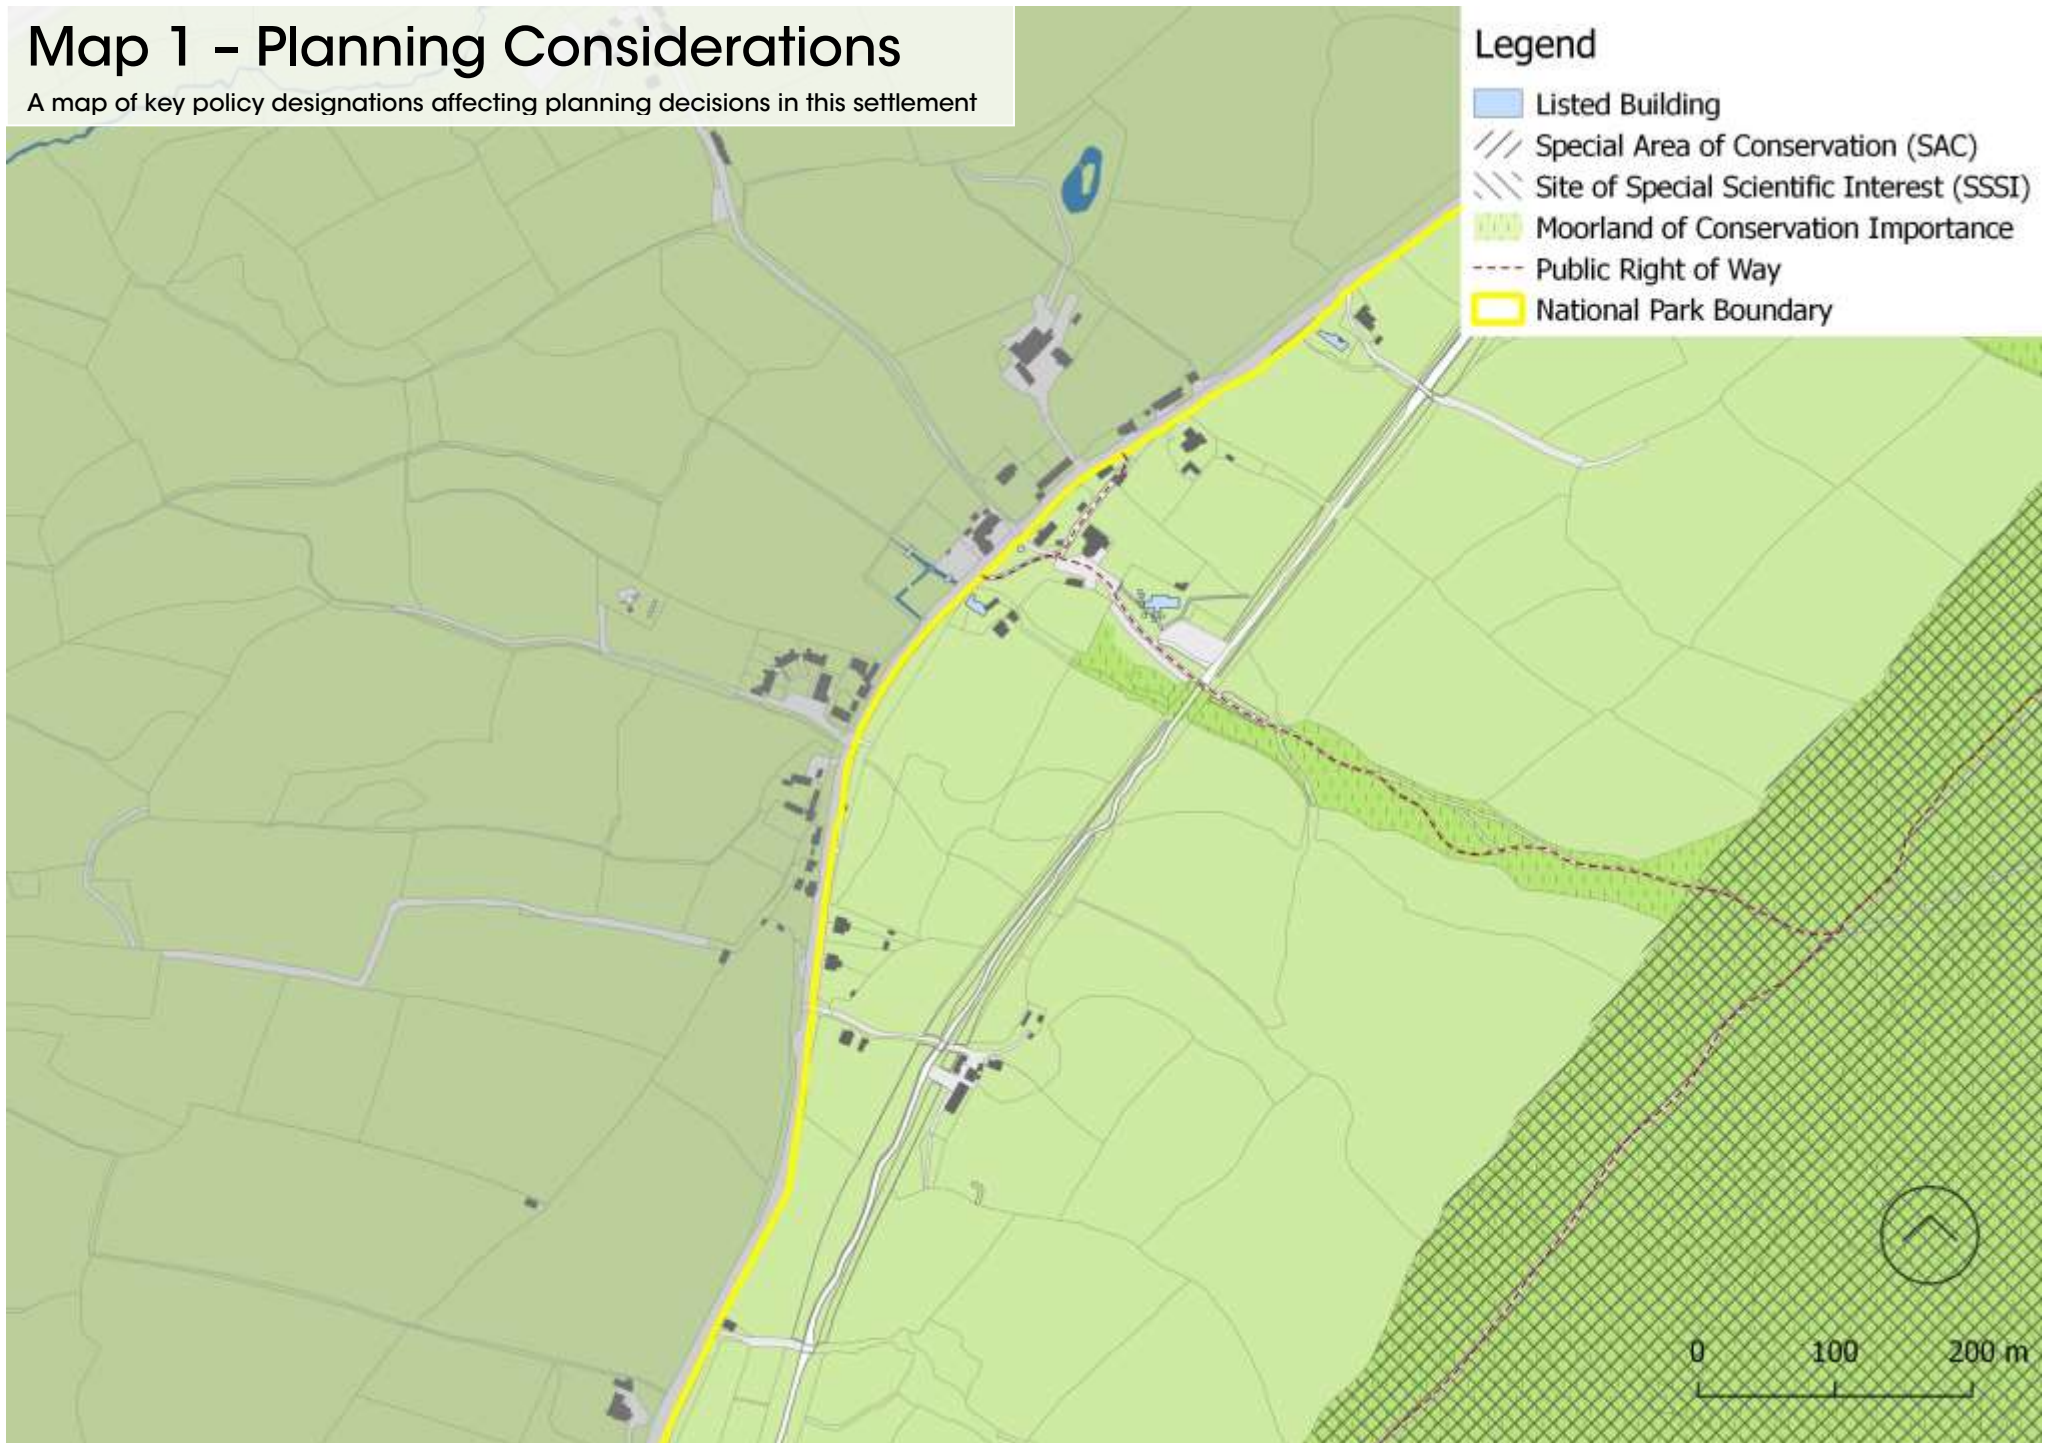 Map 1 – Planning Considerations
A map of key policy designations affecting planning decisions in this settlement
Legend
Listed Building
Special Area of Conservation (SAC)
Site of Special Scientific Interest (SSSI)
Moorland of Conservation Importance
Public Right of Way
National Park Boundary
0 100 200 m